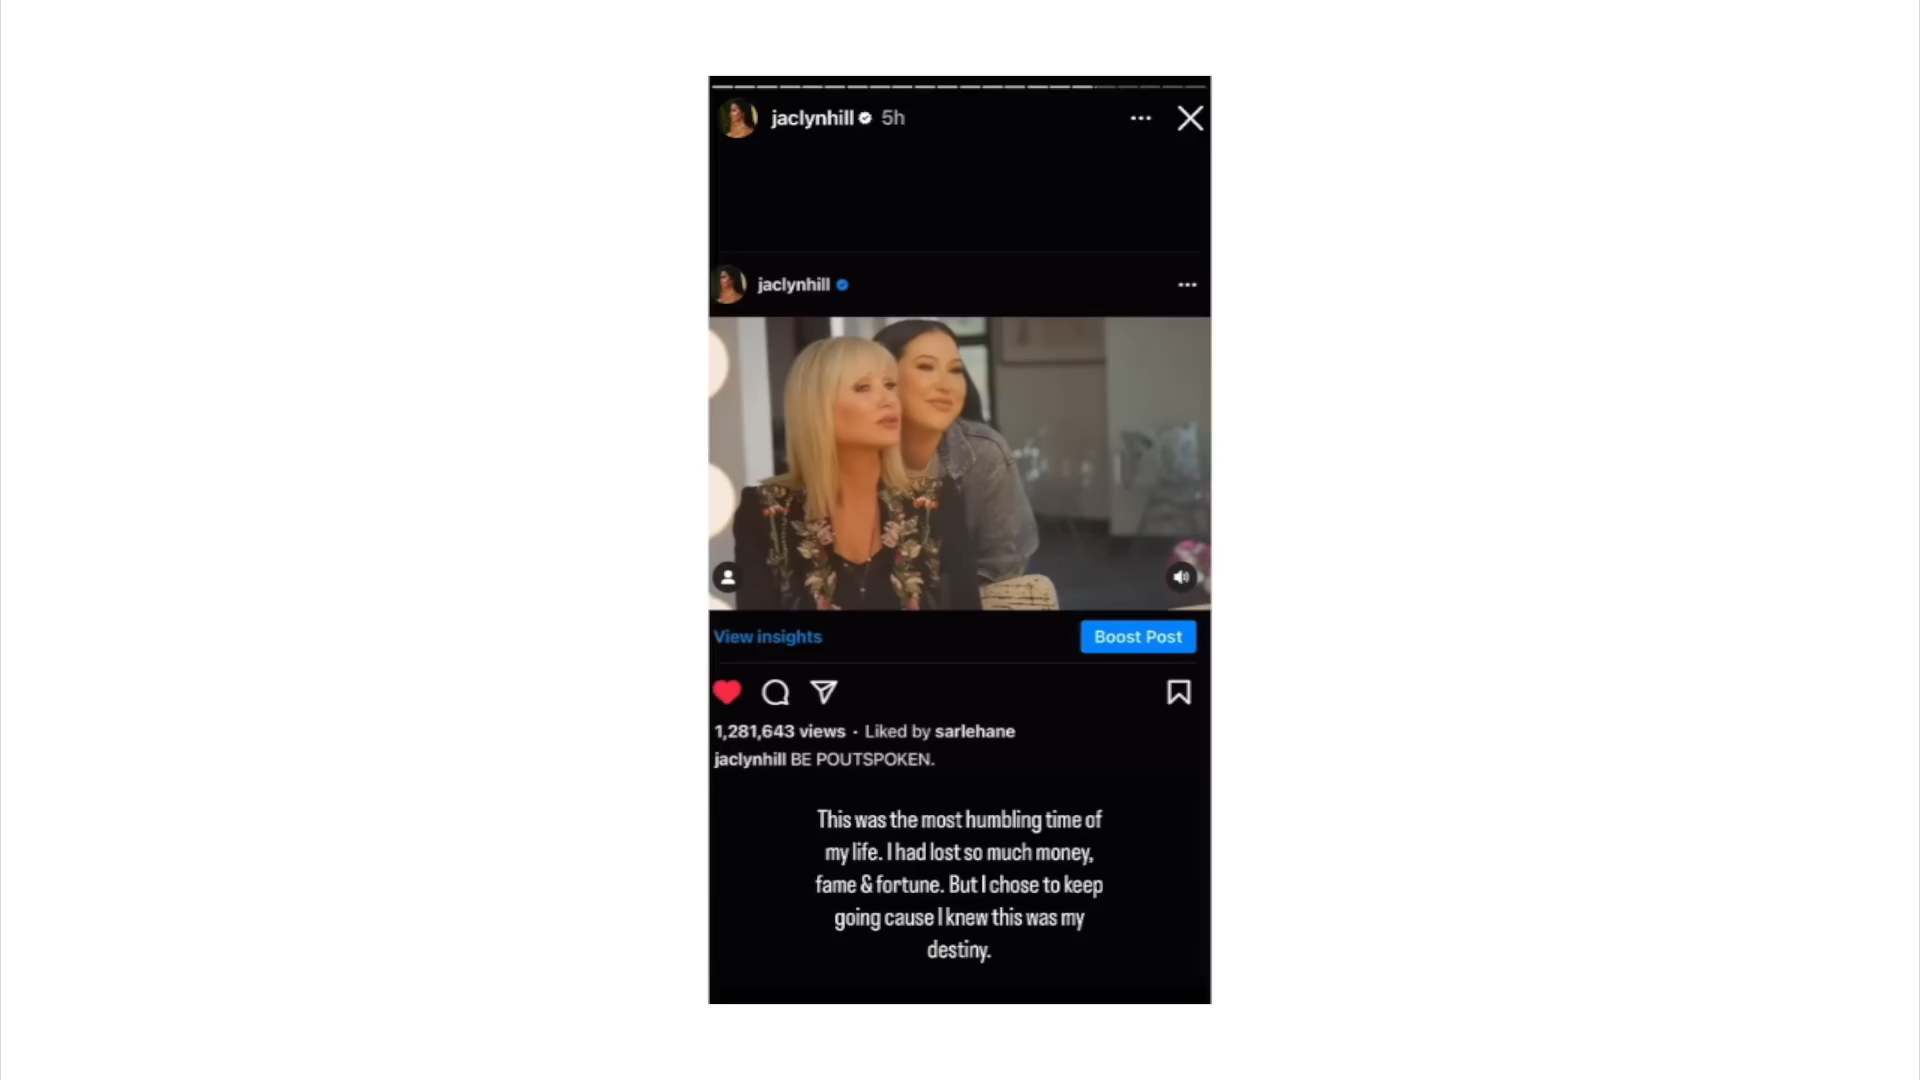 jaclynhill 5h
jaclynhill
View insights
Boost Post
1,281,643 views · Liked by sarlehane
jaclynhill BE POUTSPOKEN.
This was the most humbling time of
my life. I had lost so much money,
fame & fortune. But I chose to keep
going cause I knew this was my
destiny.